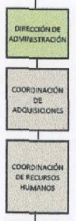 DIRECCIÓN DE
ADMINISTRACIÓN
COORDINACIÓN
DE
ADQUISICIONES
COORDINACIÓN
DE RECURSOS
HUMANOS